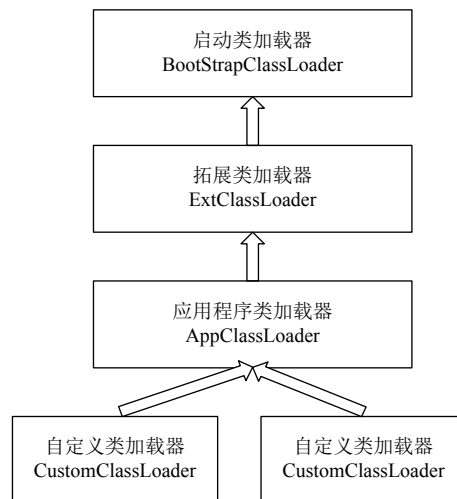 启动类加载器
BootStrapClassLoader
拓展类加载器
ExtClassLoader
应用程序类加载器
AppClassLoader
自定义类加载器
CustomClassLoader
自定义类加载器
CustomClassLoader